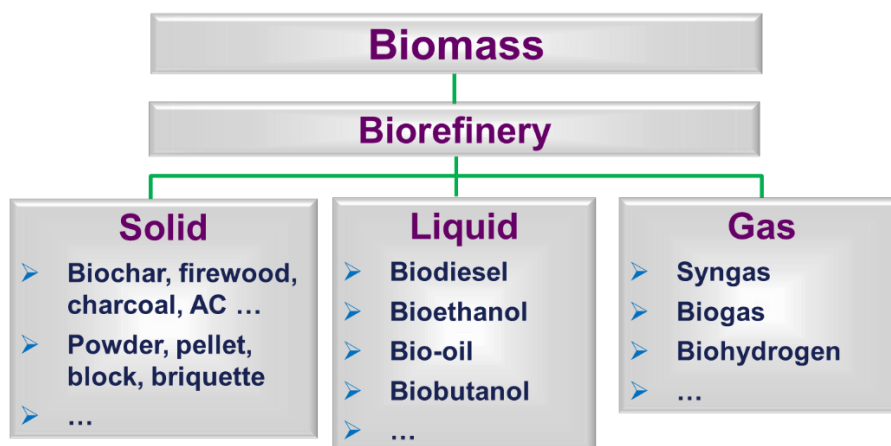 Biomass
Biorefinery
Solid
Biochar, firewood,
charcoal, AC …
Powder, pellet,
block, briquette
…
Liquid
Biodiesel
Bioethanol
Bio-oil
Biobutanol
…
Gas
Syngas
Biogas
Biohydrogen
…